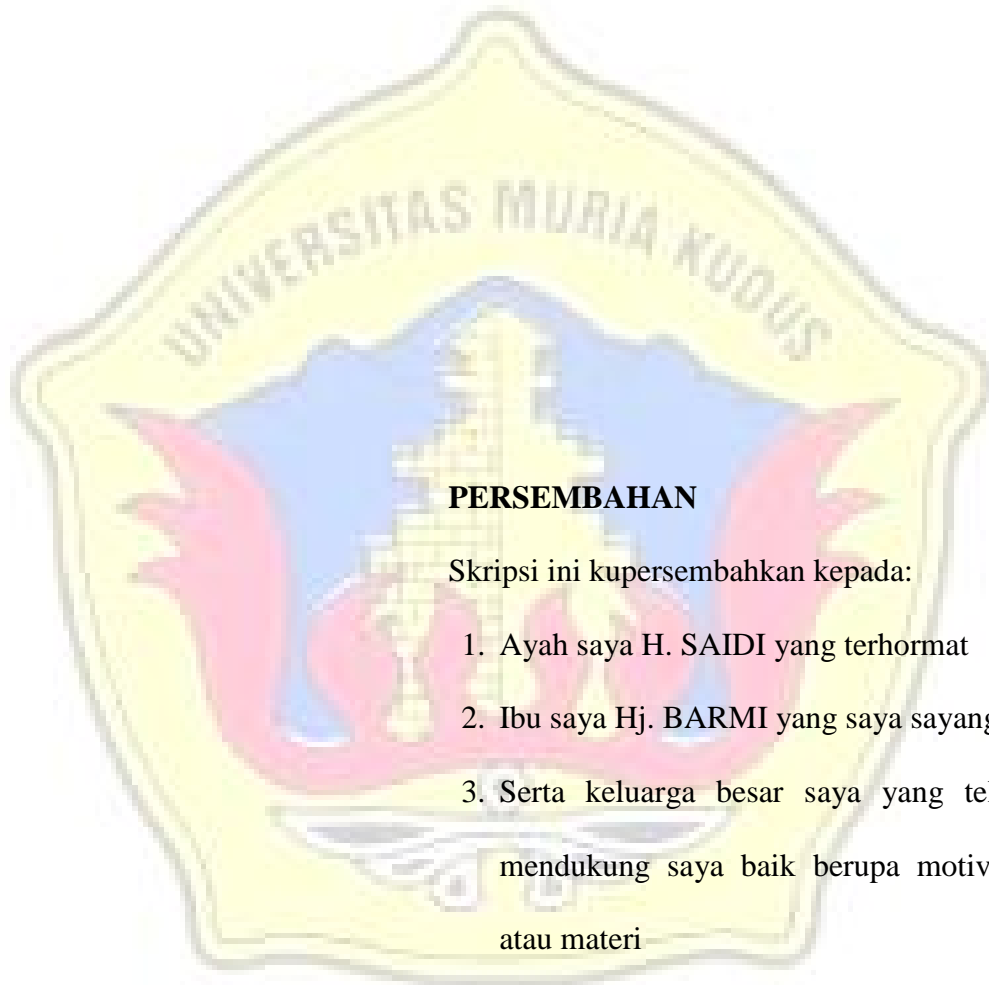 UNIVERSITAS MURIA KUDUS
PERSEMBAHAN
Skripsi ini kupersembahkan kepada:
1. Ayah saya H. SAIDI yang terhormat
2. Ibu saya Hj. BARMI yang saya sayang
3. Serta keluarga besar saya yang
mendukung saya baik berupa
atau materi